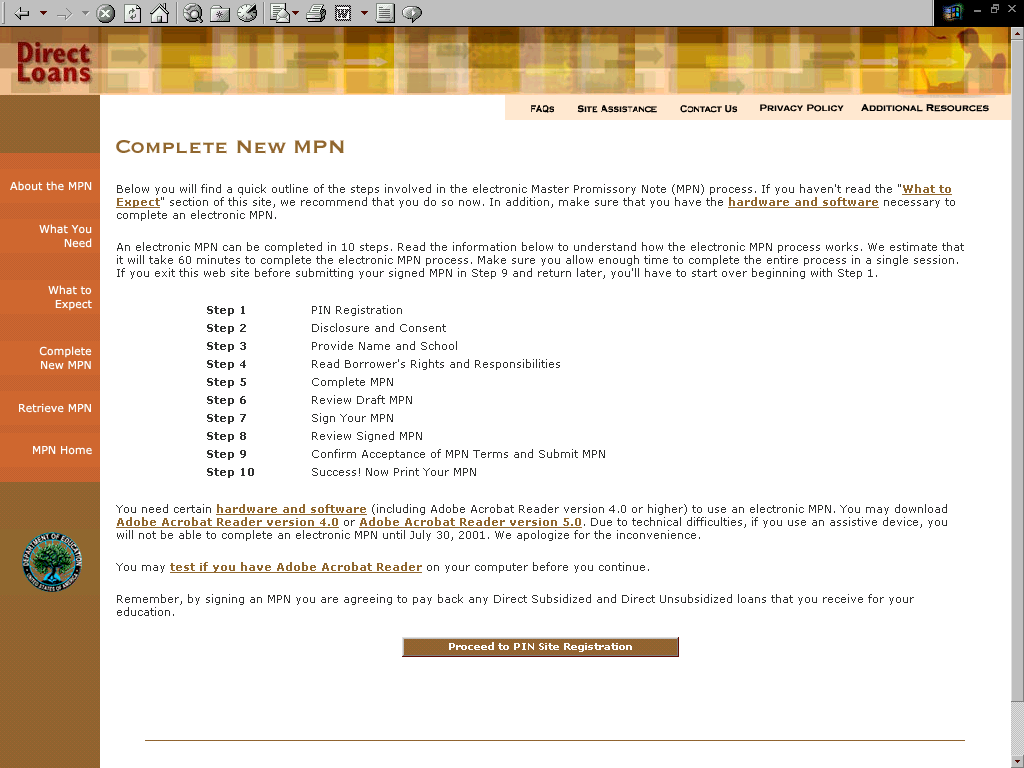 Direct
Loans
FAQs Site Assistance Contact Us Privacy Policy Additional Resources
Complete New MPN
About the MPN
What You
Need
What to
Expect
Complete
New MPN
Retrieve MPN
MPN Home
Below you will find a quick outline of the steps involved in the electronic Master Promissory Note (MPN) process. If you haven't read the "What to
Expect" section of this site, we recommend that you do so now. In addition, make sure that you have the hardware and software necessary to
complete an electronic MPN.
An electronic MPN can be completed in 10 steps. Read the information below to understand how the electronic MPN process works. We estimate that
it will take 60 minutes to complete the electronic MPN process. Make sure you allow enough time to complete the entire process in a single session.
If you exit this web site before submitting your signed MPN in Step 9 and return later, you'll have to start over beginning with Step 1.
Step 1 PIN Registration
Step 2 Disclosure and Consent
Step 3 Provide Name and School
Step 4 Read Borrower's Rights and Responsibilities
Step 5 Complete MPN
Step 6 Review Draft MPN
Step 7 Sign Your MPN
Step 8 Review Signed MPN
Step 9 Confirm Acceptance of MPN Terms and Submit MPN
Step 10 Success! Now Print Your MPN
You need certain hardware and software (including Adobe Acrobat Reader version 4.0 or higher) to use an electronic MPN. You may download
Adobe Acrobat Reader version 4.0 or Adobe Acrobat Reader version 5.0. Due to technical difficulties, if you use an assistive device, you
will not be able to complete an electronic MPN until July 30, 2001. We apologize for the inconvenience.
You may test if you have Adobe Acrobat Reader on your computer before you continue.
Remember, by signing an MPN you are agreeing to pay back any Direct Subsidized and Direct Unsubsidized loans that you receive for your
education.
Proceed to PIN Site Registration
DEPARTMENT OF EDUCATION
UNITED STATES OF AMERICA